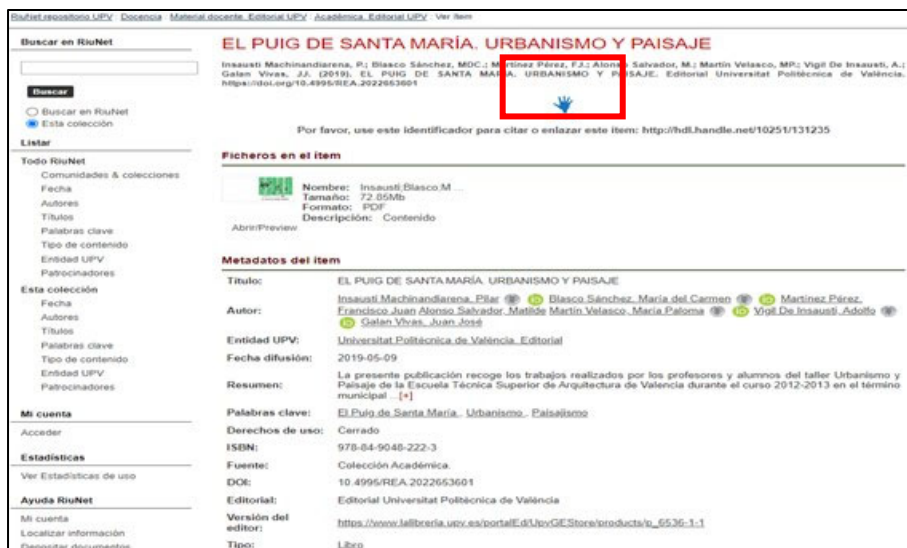 RiuNet repositorio UPV : Docencia : Material docente. Editorial UPV : Académica. Editorial UPV : Ver ítem
Buscar en RiuNet
Buscar
Buscar en RiuNet
Esta colección
Listar
Todo RiuNet
Comunidades & colecciones
Fecha
Autores
Títulos
Palabras clave
Tipo de contenido
Entidad UPV
Patrocinadores
Esta colección
Fecha
Autores
Títulos
Palabras clave
Tipo de contenido
Entidad UPV
Patrocinadores
Mi cuenta
Acceder
Estadísticas
Ver Estadísticas de uso
Ayuda RiuNet
Mi cuenta
Localizar información
Depositar documentos
EL PUIG DE SANTA MARÍA. URBANISMO Y PAISAJE
Insausti Machinandiarena, P.; Blasco Sánchez, MDC.; Martínez Pérez, FJ.; Alonso Salvador, M.; Martín Velasco, MP.; Vigil De Insausti, A.;
Galan Vivas, JJ. (2019). EL PUIG DE SANTA MARÍA. URBANISMO Y PAISAJE. Editorial Universitat Politècnica de València.
https://doi.org/10.4995/REA.2022653601
Por favor, use este identificador para citar o enlazar este ítem: http://hdl.handle.net/10251/131235
Ficheros en el ítem
Nombre: Insausti;Blasco,M ...
Tamaño: 72.85Mb
Formato: PDF
Descripción: Contenido
Abrir/Preview
Metadatos del ítem
Título: EL PUIG DE SANTA MARÍA. URBANISMO Y PAISAJE
Autor: Insausti Machinandiarena, Pilar Blasco Sánchez, María del Carmen Martínez Pérez,
Francisco Juan Alonso Salvador, Matilde Martín Velasco, María Paloma Vigil De Insausti, Adolfo
Galan Vivas, Juan José
Entidad UPV: Universitat Politècnica de València. Editorial
Fecha difusión: 2019-05-09
Resumen: La presente publicación recoge los trabajos realizados por los profesores y alumnos del taller Urbanismo y
Paisaje de la Escuela Técnica Superior de Arquitectura de Valencia durante el curso 2012-2013 en el término
municipal ...[+]
Palabras clave: El Puig de Santa María , Urbanismo , Paisajismo
Derechos de uso: Cerrado
ISBN: 978-84-9048-222-3
Fuente: Colección Académica.
DOI: 10.4995/REA.2022653601
Editorial: Editorial Universitat Politècnica de València
Versión del
editor: https://www.lalibreria.upv.es/portalEd/UpvGEStore/products/p_6536-1-1
Tipo: Libro